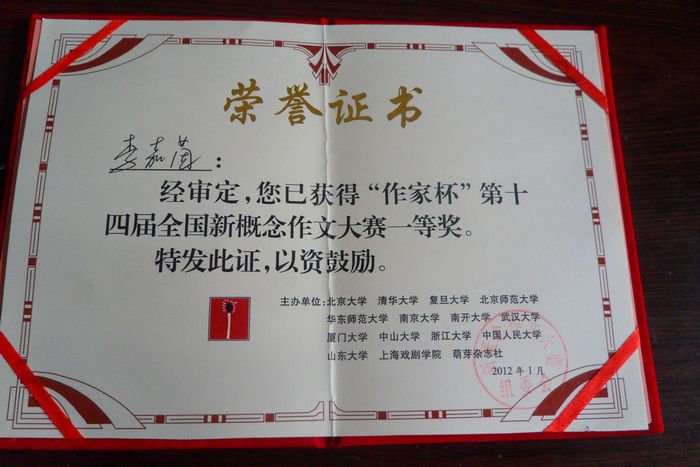 荣誉证书
李嘉茵：
经审定，您已获得“作家杯”第十
四届全国新概念作文大赛一等奖。
特发此证，以资鼓励。
主办单位:北京大学 清华大学 复旦大学 北京师范大学
华东师范大学 南京大学 南开大学 武汉大学
厦门大学 中山大学 浙江大学 中国人民大学
山东大学 上海戏剧学院 萌芽杂志社
2012年1月
组委会